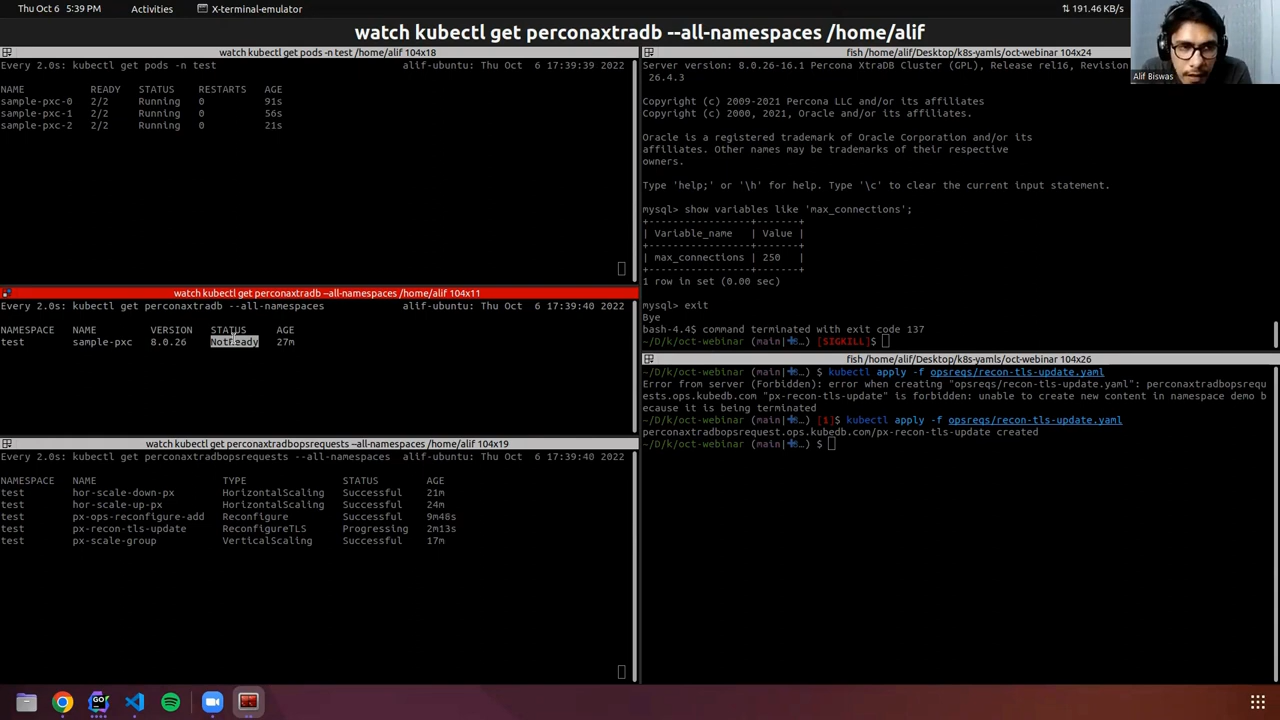 Thu Oct 6 5:39 PM
Activities
X-terminal-emulator
191.46 KB/s
watch kubectl get perconaxtradb --all-namespaces /home/alif
Alif Biswas
watch kubectl get pods -n test /home/alif 104x18
Every 2.0s: kubectl get pods -n test alif-ubuntu: Thu Oct 6 17:39:39 2022
NAME READY STATUS RESTARTS AGE
sample-pxc-0 2/2 Running 0 91s
sample-pxc-1 2/2 Running 0 56s
sample-pxc-2 2/2 Running 0 21s
watch kubectl get perconaxtradb --all-namespaces /home/alif 104x11
Every 2.0s: kubectl get perconaxtradb --all-namespaces alif-ubuntu: Thu Oct 6 17:39:40 2022
NAMESPACE NAME VERSION STATUS AGE
test sample-pxc 8.0.26 NotReady 27m
watch kubectl get perconaxtradbopsrequests --all-namespaces /home/alif 104x19
Every 2.0s: kubectl get perconaxtradbopsrequests --all-namespaces alif-ubuntu: Thu Oct 6 17:39:40 2022
NAMESPACE NAME TYPE STATUS AGE
test hor-scale-down-px HorizontalScaling Successful 21m
test hor-scale-up-px HorizontalScaling Successful 24m
test px-ops-reconfigure-add Reconfigure Successful 9m48s
test px-recon-tls-update ReconfigureTLS Progressing 2m13s
test px-scale-group VerticalScaling Successful 17m
fish /home/alif/Desktop/k8s-yamls/oct-webinar 104x24
Server version: 8.0.26-16.1 Percona XtraDB Cluster (GPL), Release rel16, Revision
26.4.3
Copyright (c) 2009-2021 Percona LLC and/or its affiliates
Copyright (c) 2000, 2021, Oracle and/or its affiliates.
Oracle is a registered trademark of Oracle Corporation and/or its
affiliates. Other names may be trademarks of their respective
owners.
Type 'help;' or '\h' for help. Type '\c' to clear the current input statement.
mysql> show variables like 'max_connections';
+-----------------+-------+
| Variable_name | Value |
+-----------------+-------+
| max_connections | 250 |
+-----------------+-------+
1 row in set (0.00 sec)
mysql> exit
Bye
bash-4.4$ command terminated with exit code 137
~/D/k/oct-webinar (main|…) [SIGKILL]$
fish /home/alif/Desktop/k8s-yamls/oct-webinar 104x26
~/D/k/oct-webinar (main|…) $ kubectl apply -f opsreqs/recon-tls-update.yaml
Error from server (Forbidden): error when creating "opsreqs/recon-tls-update.yaml": perconaxtradbopsrequ
ests.ops.kubedb.com "px-recon-tls-update" is forbidden: unable to create new content in namespace demo b
ecause it is being terminated
~/D/k/oct-webinar (main|…) [1]$ kubectl apply -f opsreqs/recon-tls-update.yaml
perconaxtradbopsrequest.ops.kubedb.com/px-recon-tls-update created
~/D/k/oct-webinar (main|…) $